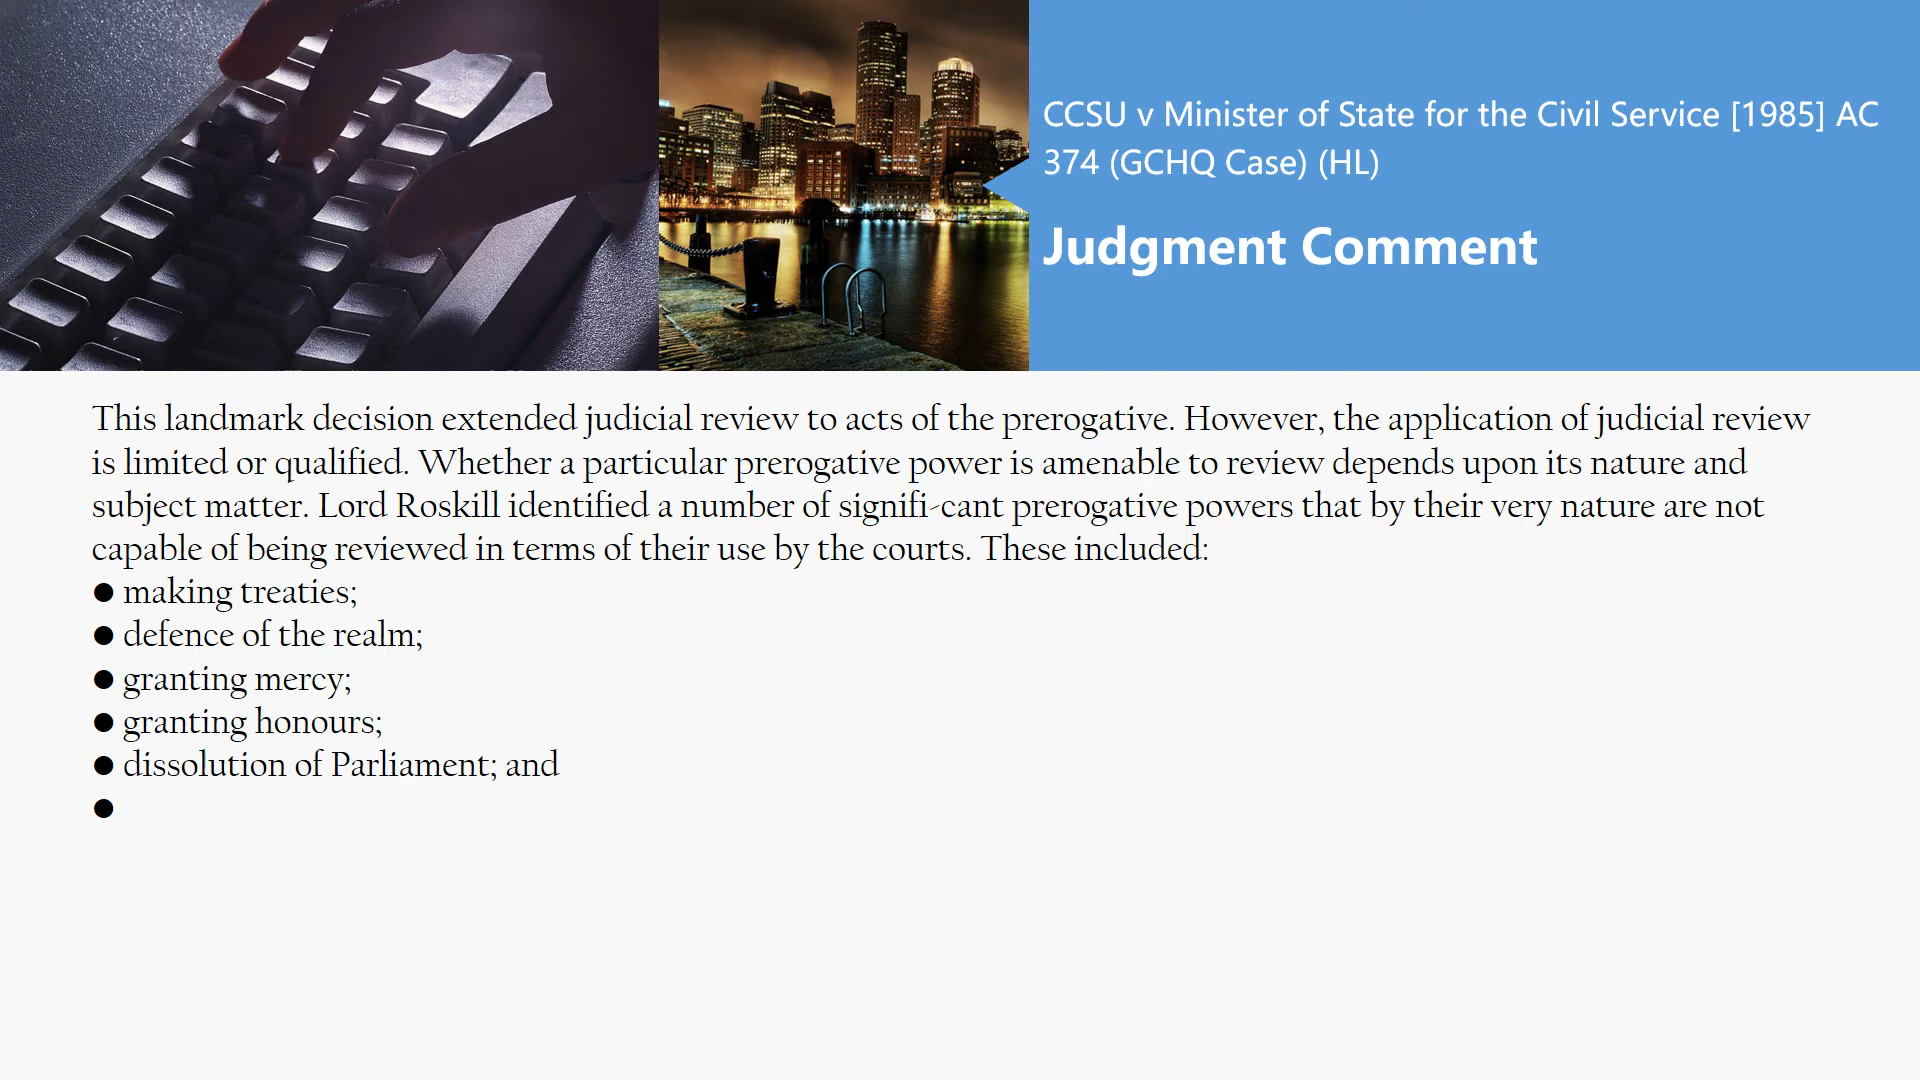 CCSU v Minister of State for the Civil Service [1985] AC
374 (GCHQ Case) (HL)
Judgment Comment
This landmark decision extended judicial review to acts of the prerogative. However, the application of judicial review
is limited or qualified. Whether a particular prerogative power is amenable to review depends upon its nature and
subject matter. Lord Roskill identified a number of signifi-cant prerogative powers that by their very nature are not
capable of being reviewed in terms of their use by the courts. These included:
● making treaties;
● defence of the realm;
● granting mercy;
● granting honours;
● dissolution of Parliament; and
●